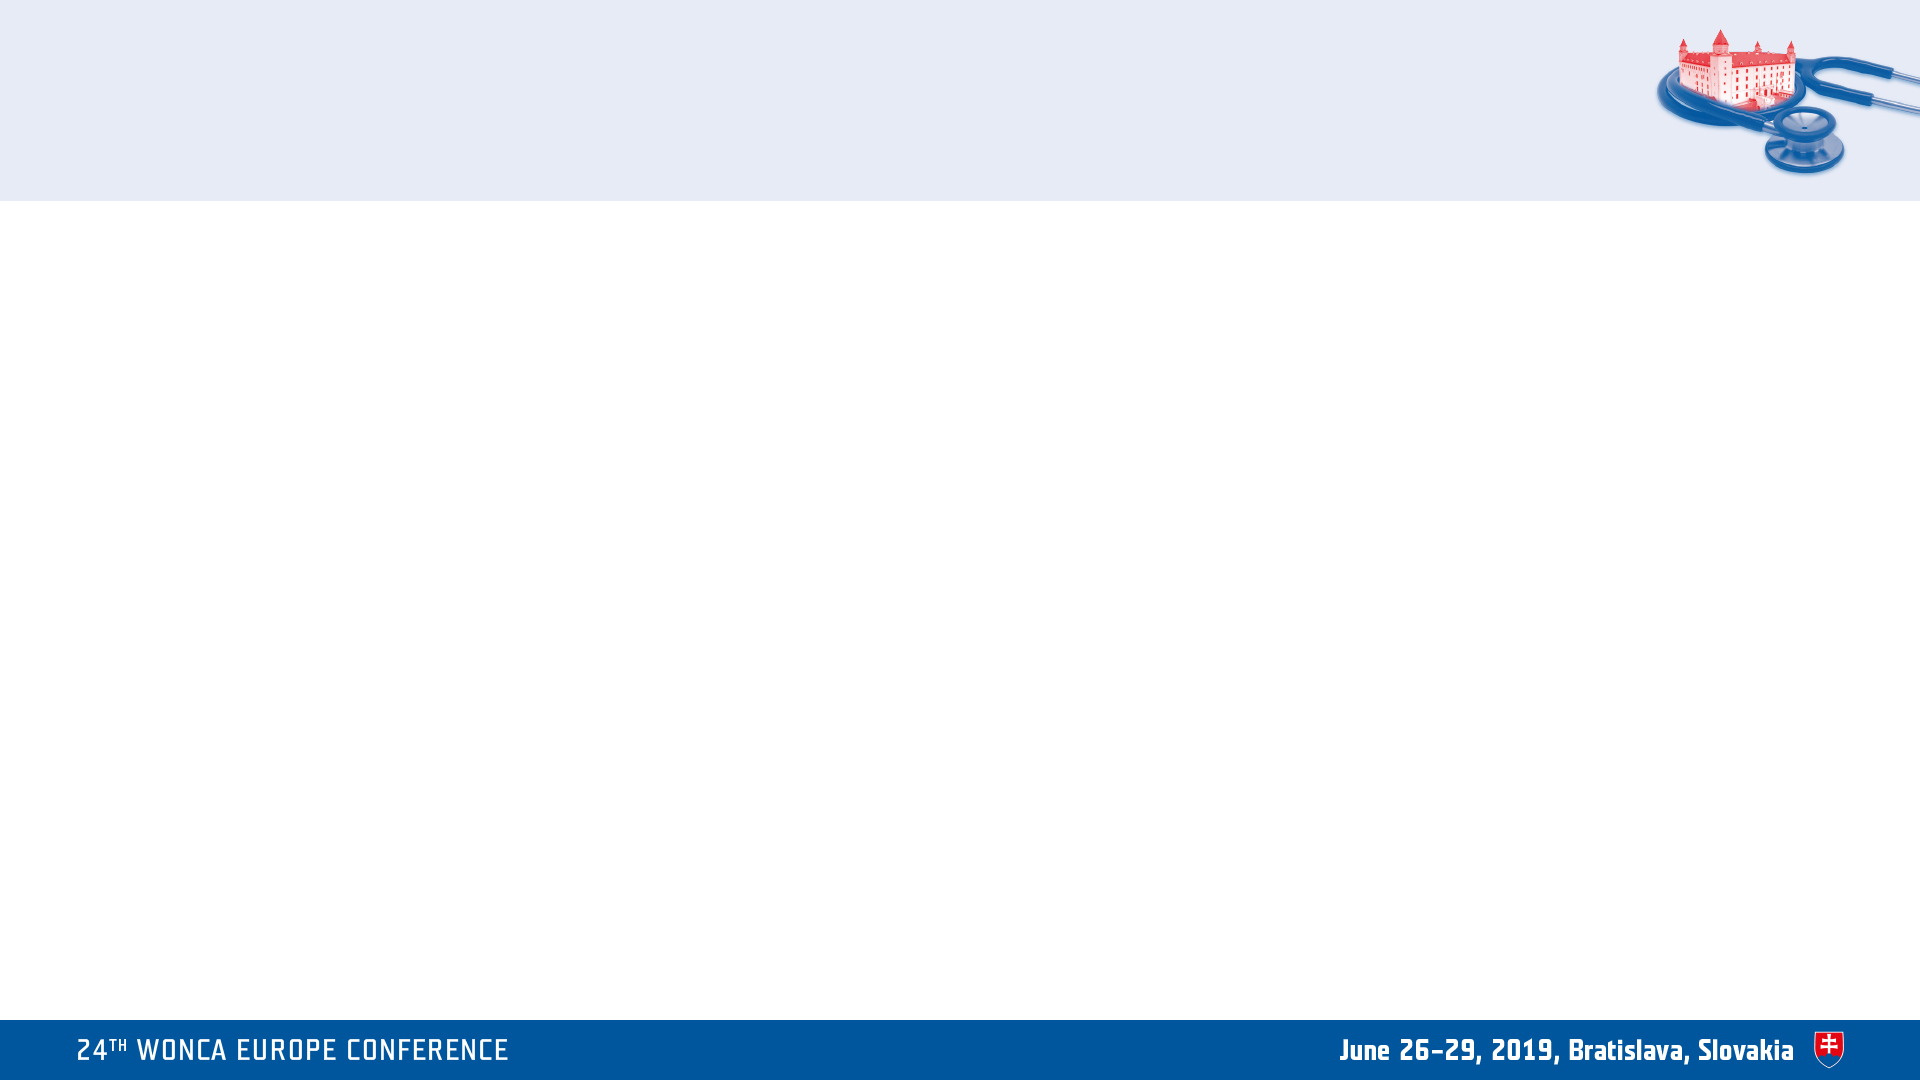 24TH WONCA EUROPE CONFERENCE
June 26-29, 2019, Bratislava, Slovakia